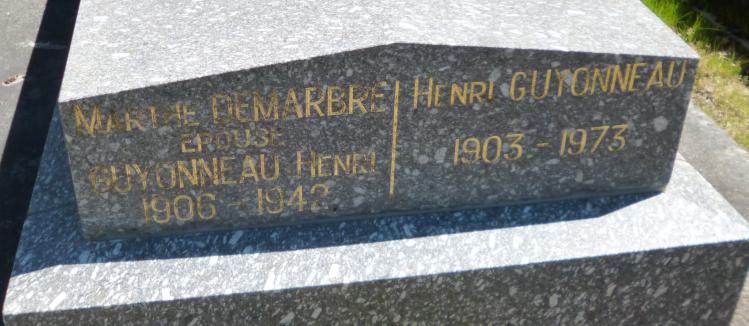 MARTHE DEMARBRE
EPOUSE
GUYONNEAU HENRI
1906 - 1942
HENRI GUYONNEAU
1903 - 1973